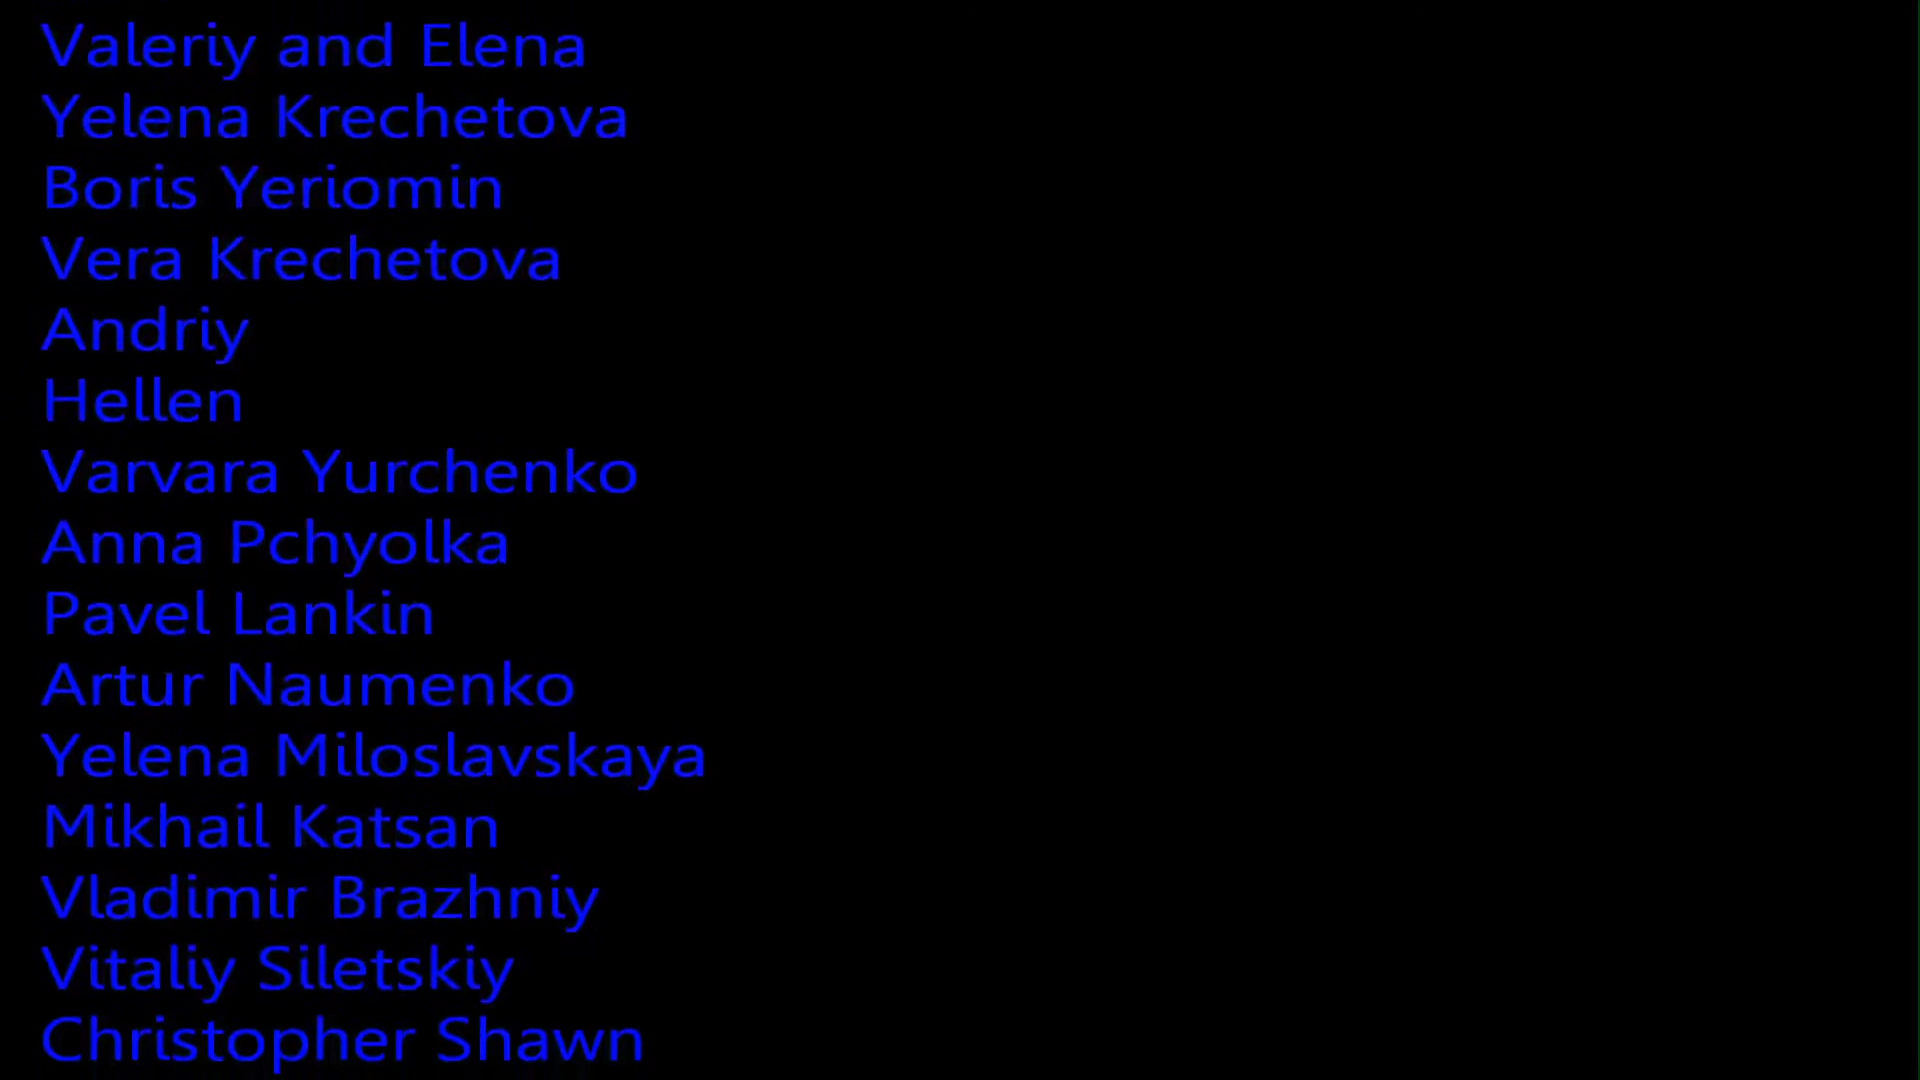 Valeriy and Elena
Yelena Krechetova
Boris Yeriomin
Vera Krechetova
Andriy
Hellen
Varvara Yurchenko
Anna Pchyolka
Pavel Lankin
Artur Naumenko
Yelena Miloslavskaya
Mikhail Katsan
Vladimir Brazhniy
Vitaliy Siletskiy
Christopher Shawn